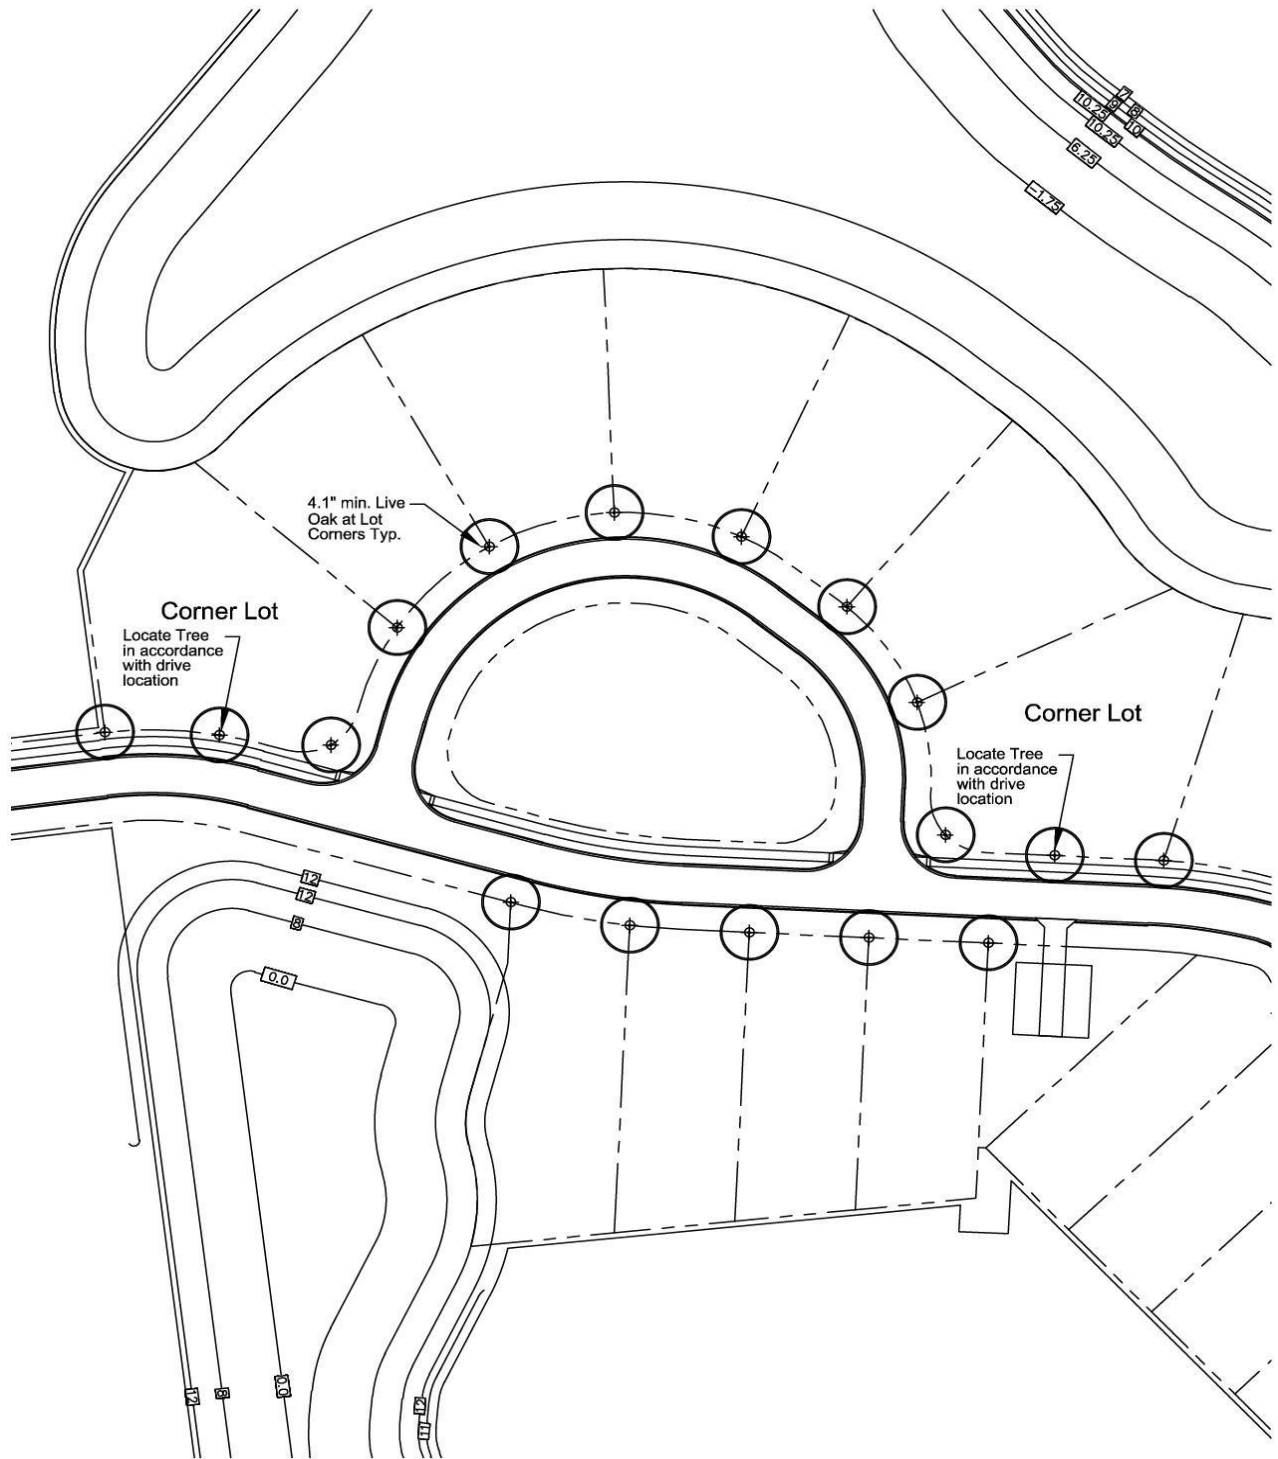 7
8
9
10.25
10
10.25
6.25
-1.75
4.1" min. Live
Oak at Lot
Corners Typ.
Corner Lot
Locate Tree
in accordance
with drive
location
Corner Lot
Locate Tree
in accordance
with drive
location
12
12
8
0.0
12
8
0.0
12
11